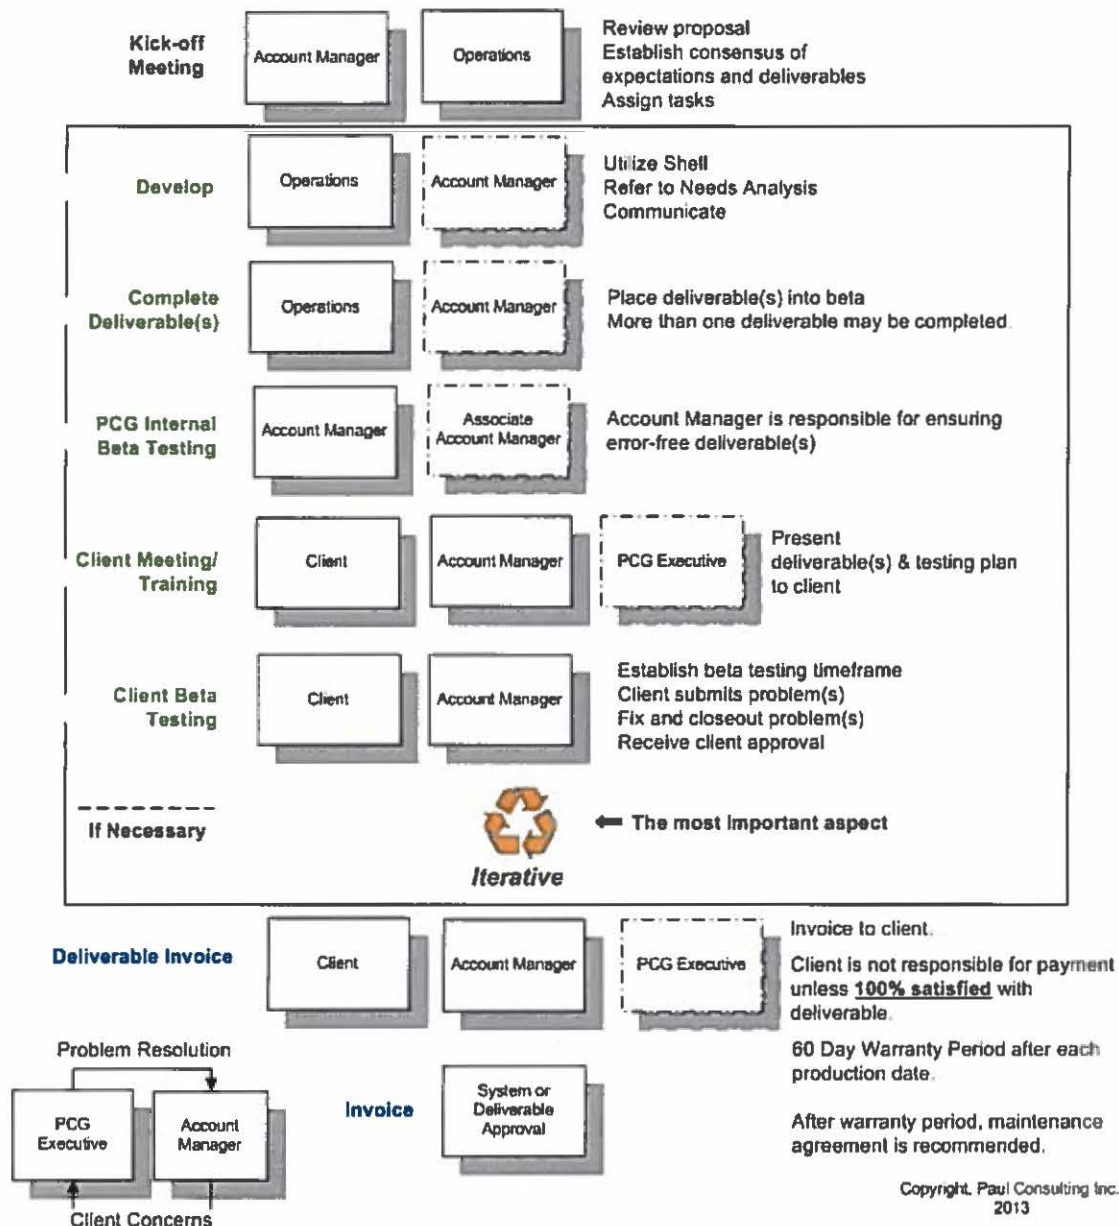 Kick-off
Meeting
Account Manager
Operations
Review proposal
Establish consensus of
expectations and deliverables
Assign tasks
Develop
Operations
Account Manager
Utilize Shell
Refer to Needs Analysis
Communicate
Complete
Deliverable(s)
Operations
Account Manager
Place deliverable(s) into beta
More than one deliverable may be completed.
PCG Internal
Beta Testing
Account Manager
Associate
Account Manager
Account Manager is responsible for ensuring
error-free deliverable(s)
Client Meeting/
Training
Client
Account Manager
PCG Executive
Present
deliverable(s) & testing plan
to client
Client Beta
Testing
Client
Account Manager
Establish beta testing timeframe
Client submits problem(s)
Fix and closeout problem(s)
Receive client approval
If Necessary
The most important aspect
Iterative
Deliverable Invoice
Client
Account Manager
PCG Executive
Invoice to client.
Client is not responsible for payment
unless 100% satisfied with
deliverable.
60 Day Warranty Period after each
production date.
After warranty period, maintenance
agreement is recommended.
Problem Resolution
PCG
Executive
Account
Manager
Client Concerns
Invoice
System or
Deliverable
Approval
Copyright, Paul Consulting Inc.
2013